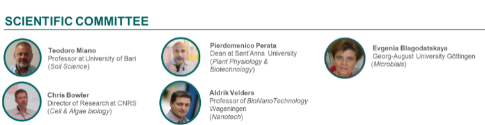 SCIENTIFIC COMMITTEE
Teodoro Miano
Professor at University of Bari
(Soil Science)
Pierdomenico Perata
Dean at Sant'Anna University
(Plant Physiology &
Biotechnology)
Evgenia Blagodatskaya
Georg-August University Göttingen
(Microbials)
Chris Bowler
Director of Research at CNRS
(Cell & Algae biology)
Aldrik Velders
Professor of BioNanoTechnology
Wageningen
(Nanotech)